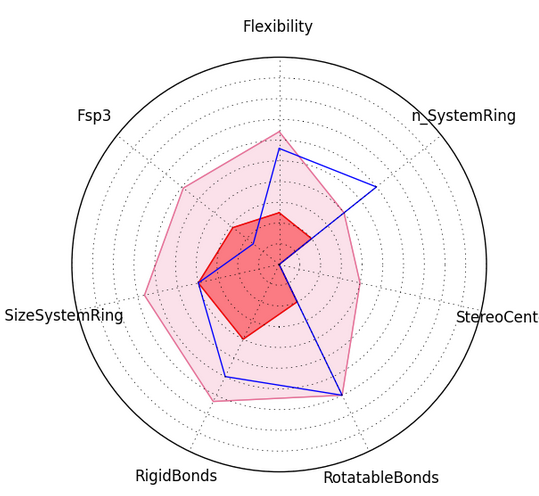 Flexibility
Fsp3
n_SystemRing
SizeSystemRing
StereoCent
RigidBonds
RotatableBonds